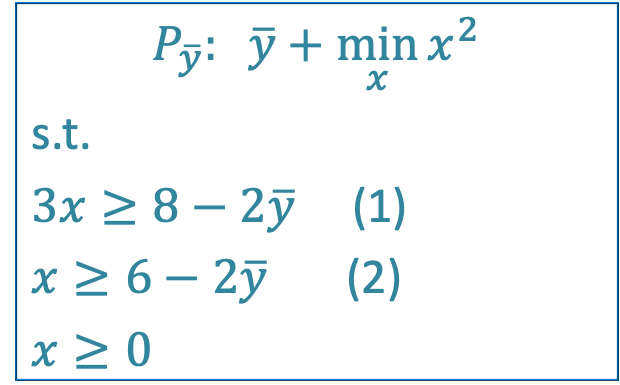 P_ȳ: ȳ + min_x x²
s.t.
3x ≥ 8 − 2ȳ (1)
x ≥ 6 − 2ȳ (2)
x ≥ 0